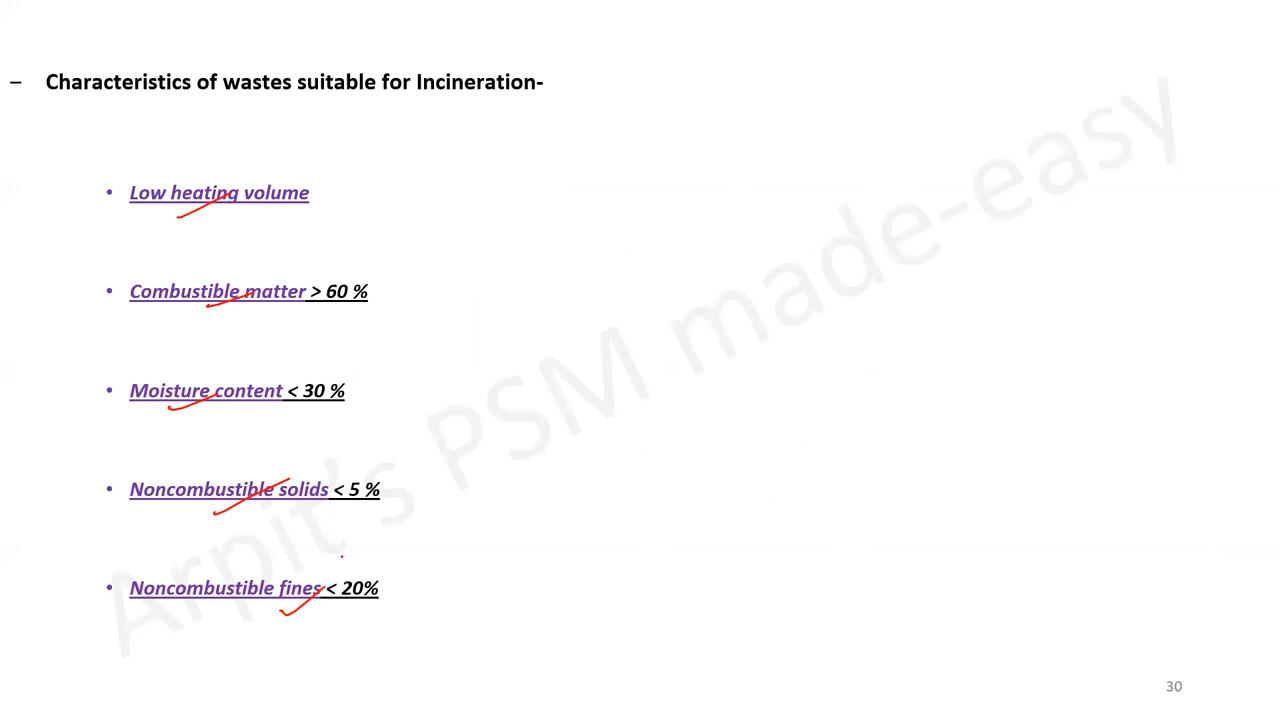 – Characteristics of wastes suitable for Incineration-
• Low heating volume
• Combustible matter > 60 %
• Moisture content < 30 %
• Noncombustible solids < 5 %
• Noncombustible fines < 20%
Arpit's PSM made-easy
30